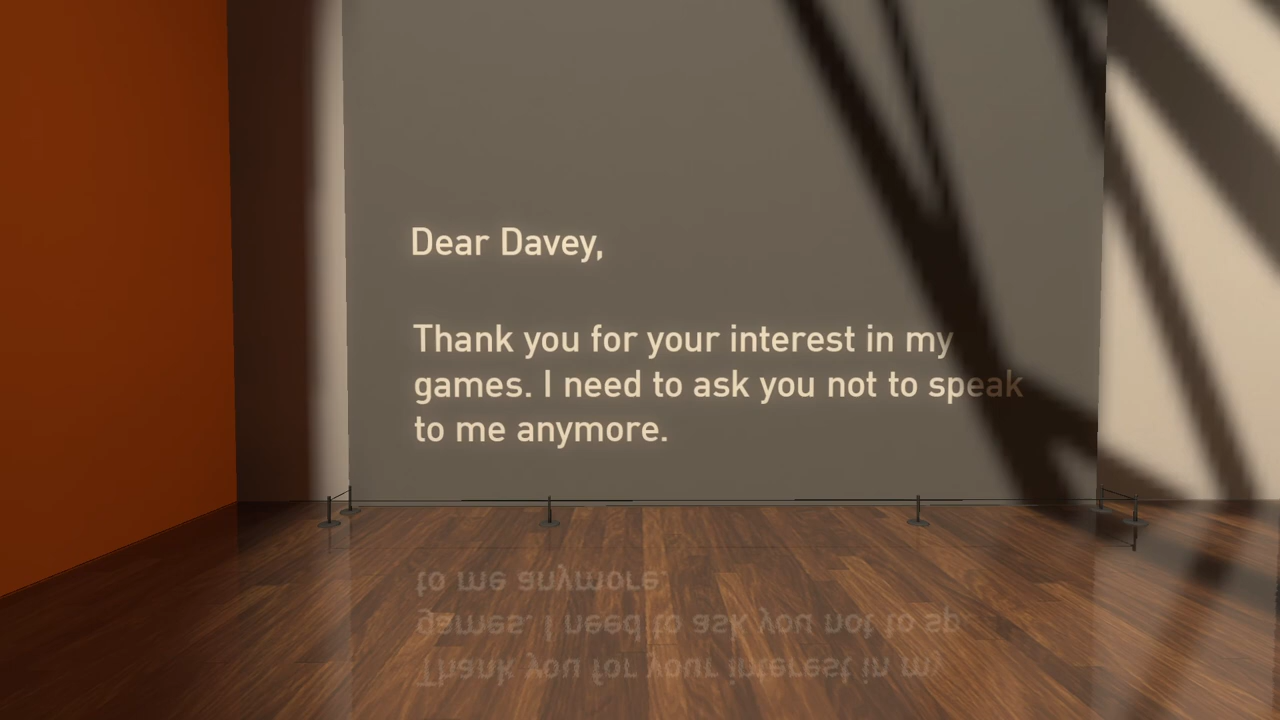 Dear Davey,
Thank you for your interest in my
games. I need to ask you not to speak
to me anymore.